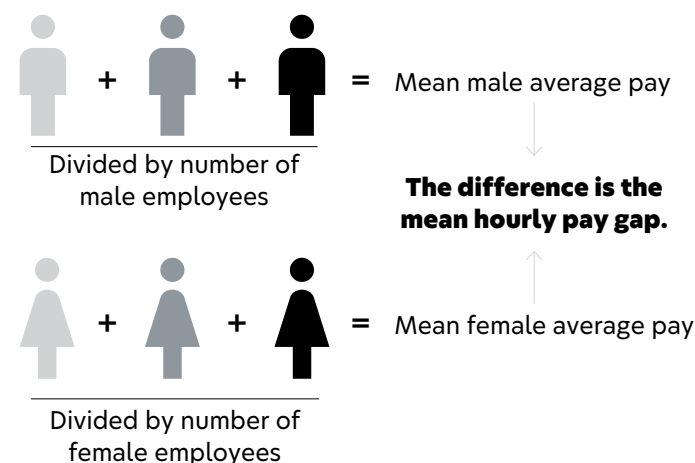 + + = Mean male average pay
Divided by number of
male employees
The difference is the
mean hourly pay gap.
+ + = Mean female average pay
Divided by number of
female employees